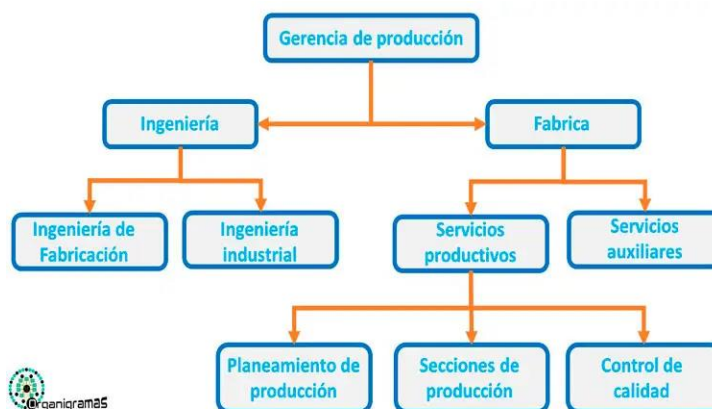 Gerencia de producción
Ingeniería
Fabrica
Ingeniería de
Fabricación
Ingeniería
industrial
Servicios
productivos
Servicios
auxiliares
Planeamiento de
producción
Secciones de
producción
Control de
calidad
OrganigramaS